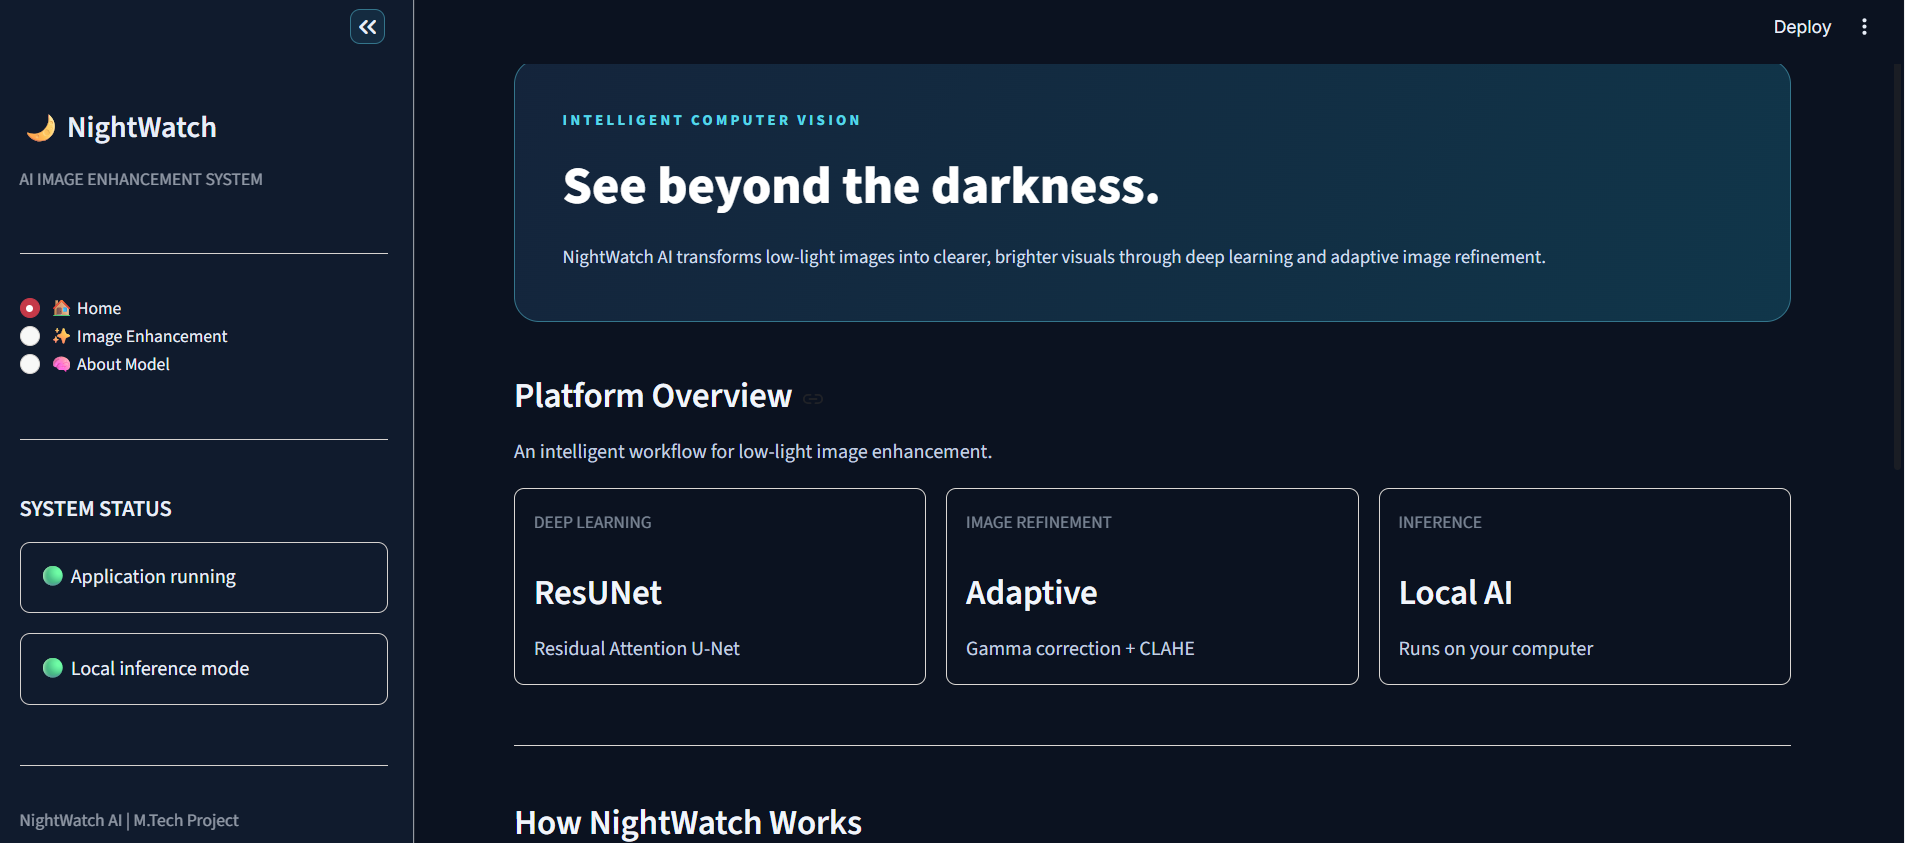 NightWatch
AI IMAGE ENHANCEMENT SYSTEM
Home
Image Enhancement
About Model
SYSTEM STATUS
Application running
Local inference mode
NightWatch AI | M.Tech Project
Deploy
INTELLIGENT COMPUTER VISION
See beyond the darkness.
NightWatch AI transforms low-light images into clearer, brighter visuals through deep learning and adaptive image refinement.
Platform Overview
An intelligent workflow for low-light image enhancement.
DEEP LEARNING
ResUNet
Residual Attention U-Net
IMAGE REFINEMENT
Adaptive
Gamma correction + CLAHE
INFERENCE
Local AI
Runs on your computer
How NightWatch Works